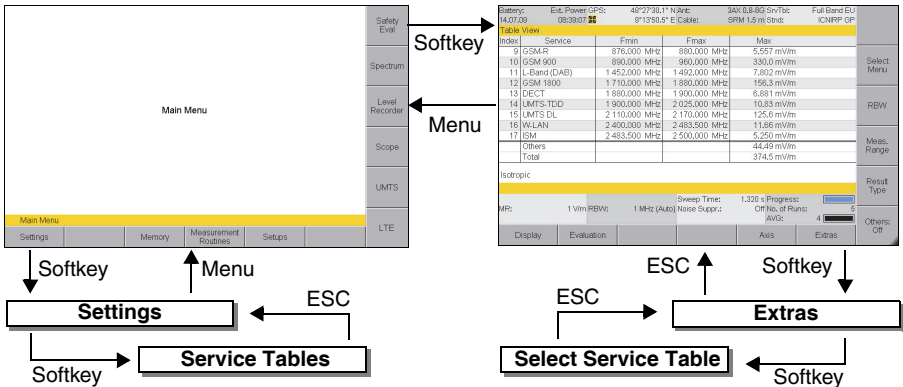 Main Menu
Safety
Eval
Spectrum
Level
Recorder
Scope
UMTS
LTE
Main Menu
Settings
Memory
Measurement
Routines
Setups
Softkey
Menu
Battery: Ext. Power GPS: 48°27'30.1" N Ant: 3AX 0.8-6G SrvTbl: Full Band EU
14.07.09 08:39:07 9°13'50.5" E Cable: SRM 1.5 m Stnd: ICNIRP GP
Table View
Index Service Fmin Fmax Max
9 GSM-R 876.000 MHz 880.000 MHz 5.557 mV/m
10 GSM 900 890.000 MHz 960.000 MHz 330.0 mV/m
11 L-Band (DAB) 1 452.000 MHz 1 492.000 MHz 7.802 mV/m
12 GSM 1800 1 710.000 MHz 1 880.000 MHz 156.3 mV/m
13 DECT 1 880.000 MHz 1 900.000 MHz 6.881 mV/m
14 UMTS-TDD 1 900.000 MHz 2 025.000 MHz 10.83 mV/m
15 UMTS DL 2 110.000 MHz 2 170.000 MHz 125.6 mV/m
16 W-LAN 2 400.000 MHz 2 483.500 MHz 11.66 mV/m
17 ISM 2 483.500 MHz 2 500.000 MHz 5.250 mV/m
Others 44.49 mV/m
Total 374.5 mV/m
Isotropic
Sweep Time: 1.320 s Progress:
MR: 1 V/m RBW: 1 MHz (Auto) Noise Suppr.: Off No. of Runs: 5
AVG: 4
Display Evaluation Axis Extras
Select
Menu
RBW
Meas.
Range
Result
Type
Others:
Off
Softkey
Menu
Settings
ESC
Softkey
Service Tables
ESC
Softkey
Extras
ESC
Select Service Table
Softkey